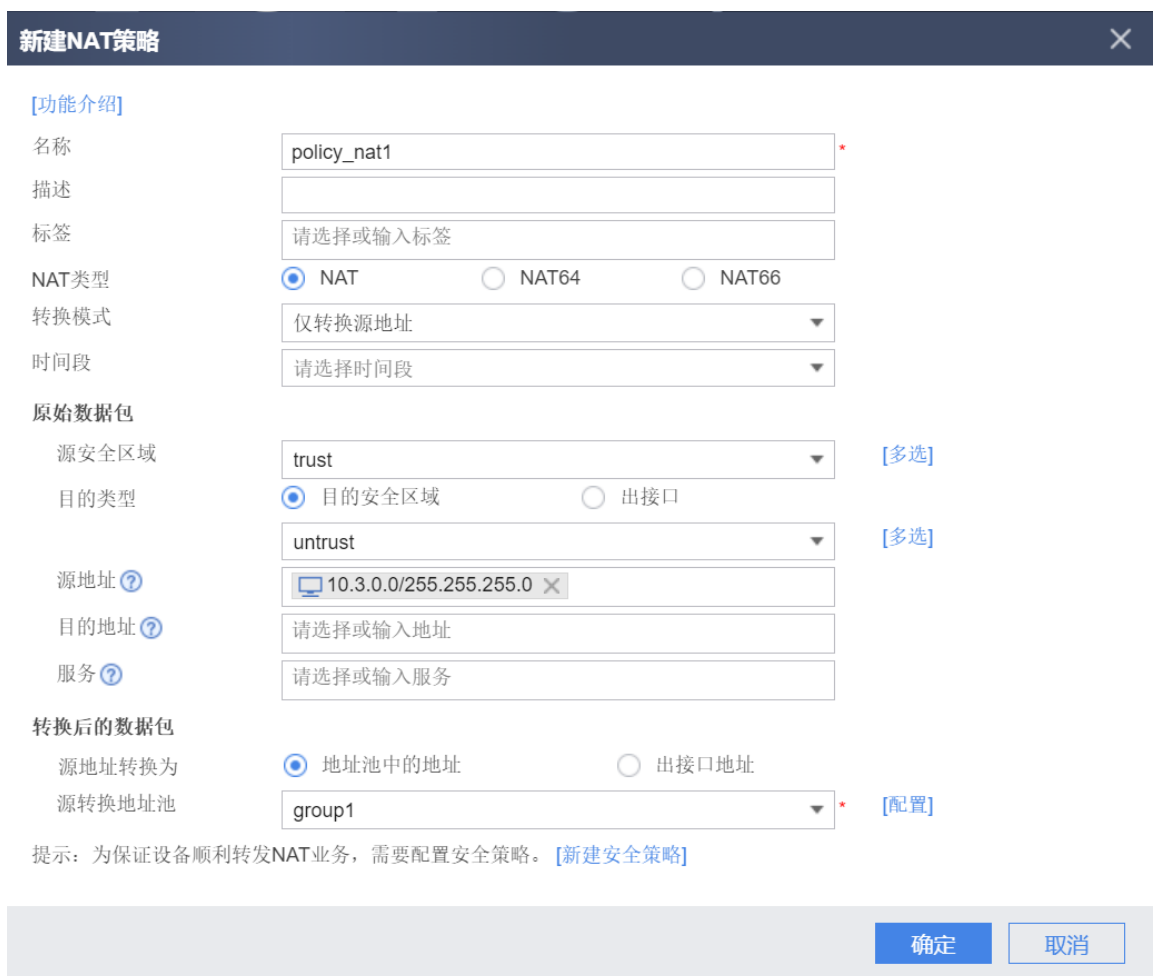 新建NAT策略
[功能介绍]
名称 policy_nat1 *
描述
标签 请选择或输入标签
NAT类型 NAT NAT64 NAT66
转换模式 仅转换源地址
时间段 请选择时间段
原始数据包
源安全区域 trust [多选]
目的类型 目的安全区域 出接口
untrust [多选]
源地址 ? 10.3.0.0/255.255.255.0
目的地址 ? 请选择或输入地址
服务 ? 请选择或输入服务
转换后的数据包
源地址转换为 地址池中的地址 出接口地址
源转换地址池 group1 * [配置]
提示：为保证设备顺利转发NAT业务，需要配置安全策略。 [新建安全策略]
确定 取消